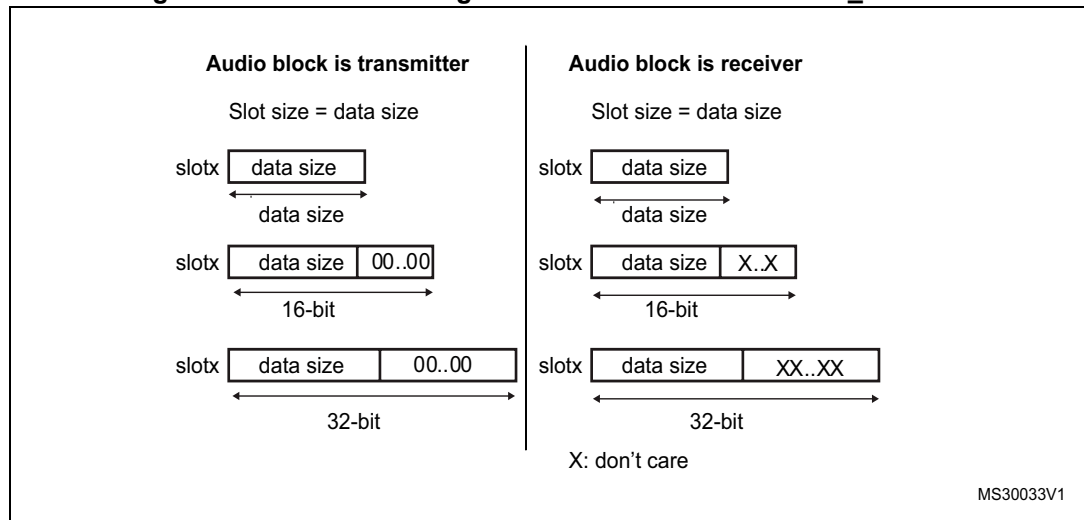 Audio block is transmitter
Slot size = data size
slotx data size
data size
slotx data size 00..00
16-bit
slotx data size 00..00
32-bit
Audio block is receiver
Slot size = data size
slotx data size
data size
slotx data size X..X
16-bit
slotx data size XX..XX
32-bit
X: don't care
MS30033V1